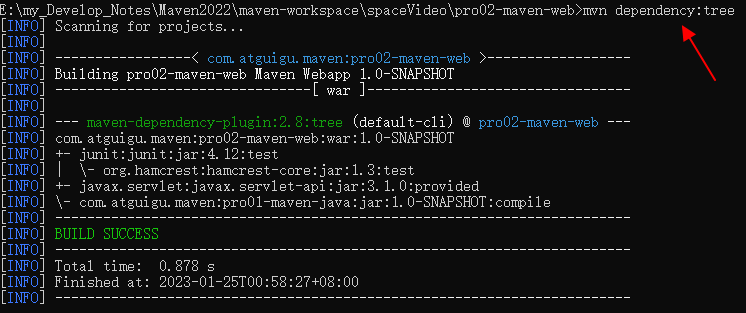 E:\my_Develop_Notes\Maven2022\maven-workspace\spaceVideo\pro02-maven-web>mvn dependency:tree
[INFO] Scanning for projects...
[INFO]
[INFO] ----------------< com.atguigu.maven:pro02-maven-web >-----------------
[INFO] Building pro02-maven-web Maven Webapp 1.0-SNAPSHOT
[INFO] --------------------------------[ war ]---------------------------------
[INFO]
[INFO] --- maven-dependency-plugin:2.8:tree (default-cli) @ pro02-maven-web ---
[INFO] com.atguigu.maven:pro02-maven-web:war:1.0-SNAPSHOT
[INFO] +- junit:junit:jar:4.12:test
[INFO] |  \- org.hamcrest:hamcrest-core:jar:1.3:test
[INFO] +- javax.servlet:javax.servlet-api:jar:3.1.0:provided
[INFO] \- com.atguigu.maven:pro01-maven-java:jar:1.0-SNAPSHOT:compile
[INFO] ------------------------------------------------------------------------
[INFO] BUILD SUCCESS
[INFO] ------------------------------------------------------------------------
[INFO] Total time:  0.878 s
[INFO] Finished at: 2023-01-25T00:58:27+08:00
[INFO] ------------------------------------------------------------------------